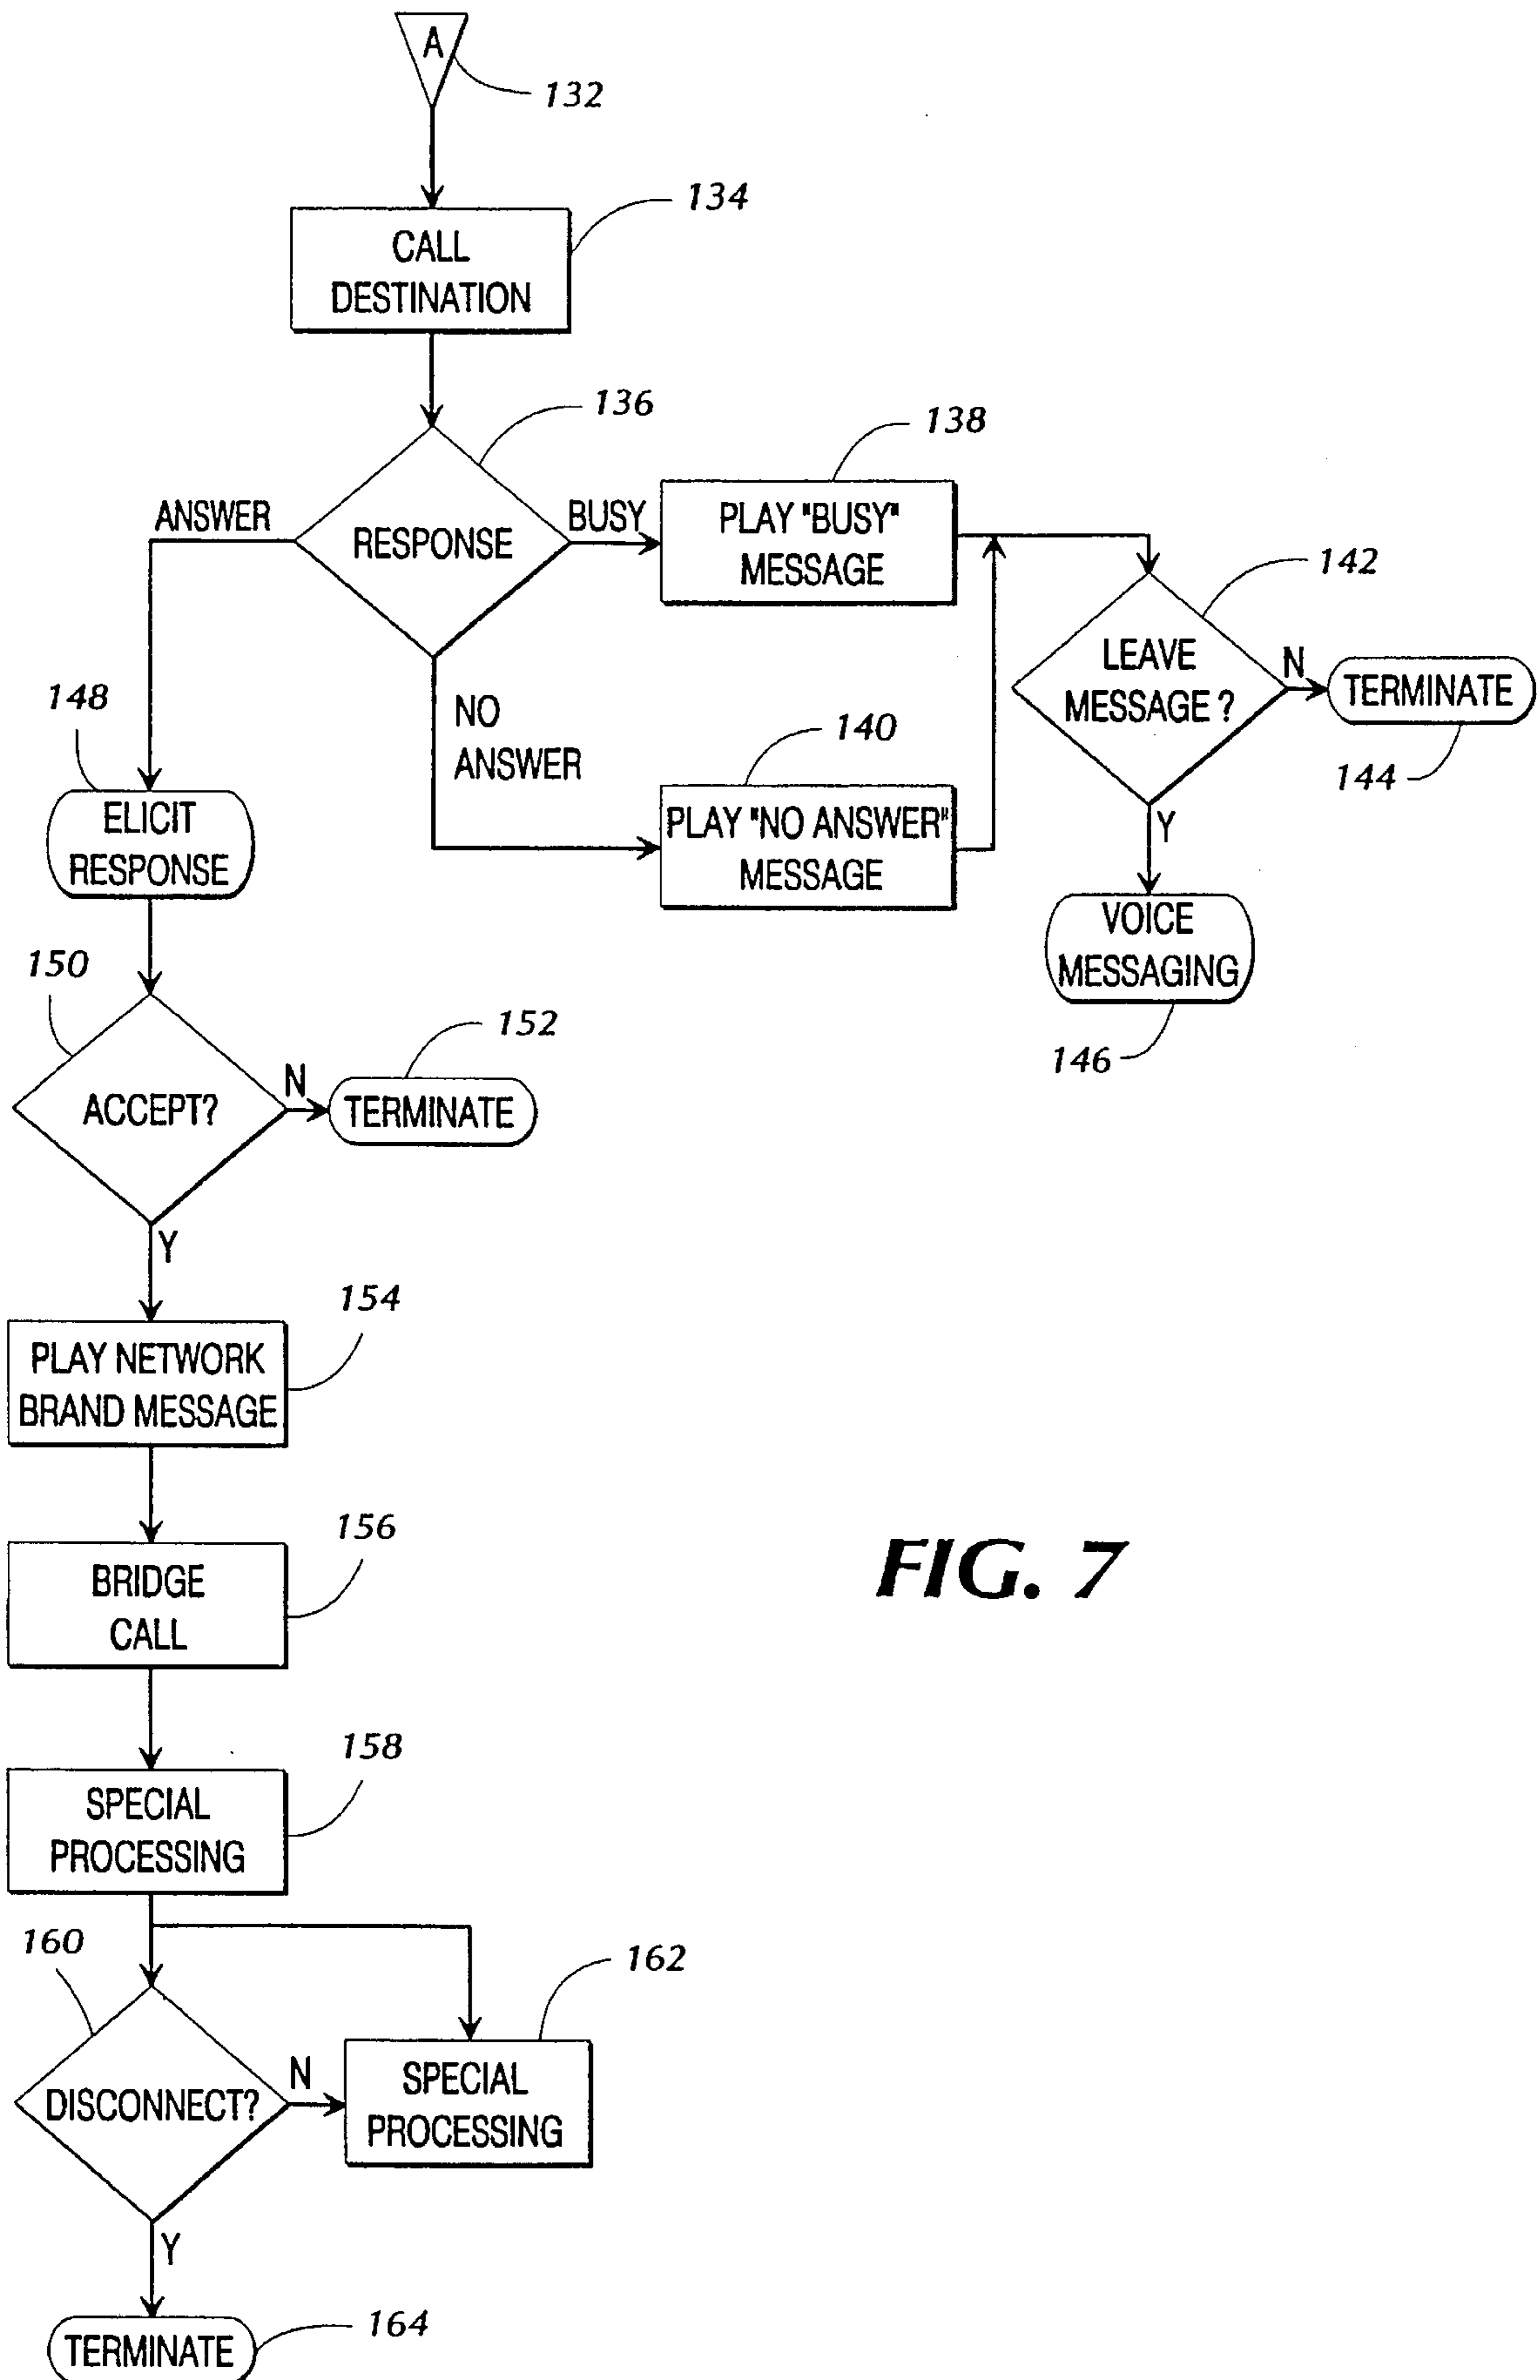 A
132
134
CALL
DESTINATION
136
138
ANSWER
RESPONSE
BUSY
PLAY "BUSY"
MESSAGE
142
LEAVE
MESSAGE ?
N
TERMINATE
144
148
NO
ANSWER
140
PLAY "NO ANSWER"
MESSAGE
Y
VOICE
MESSAGING
146
ELICIT
RESPONSE
150
152
ACCEPT?
N
TERMINATE
Y
154
PLAY NETWORK
BRAND MESSAGE
156
BRIDGE
CALL
FIG. 7
158
SPECIAL
PROCESSING
160
162
DISCONNECT?
N
SPECIAL
PROCESSING
Y
164
TERMINATE